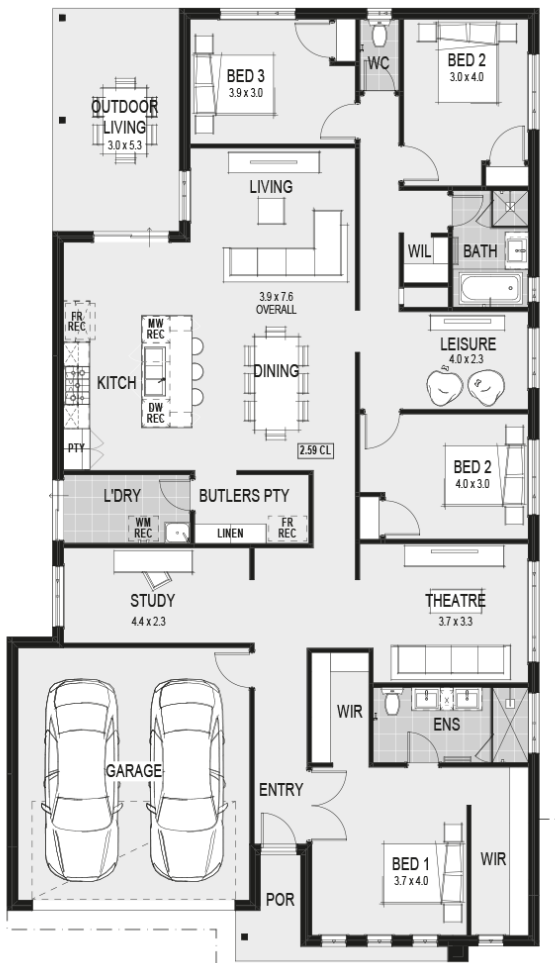 BED 3
3.9 x 3.0
WC
BED 2
3.0 x 4.0
OUTDOOR
LIVING
3.0 x 5.3
LIVING
WIL
BATH
3.9 x 7.6
OVERALL
FR
REC
MW
REC
KITCH
DINING
LEISURE
4.0 x 2.3
DW
REC
PTY
2.59 CL
BED 2
4.0 x 3.0
L'DRY
BUTLERS PTY
WM
REC
LINEN
FR
REC
STUDY
4.4 x 2.3
THEATRE
3.7 x 3.3
WIR
ENS
GARAGE
ENTRY
BED 1
3.7 x 4.0
WIR
POR